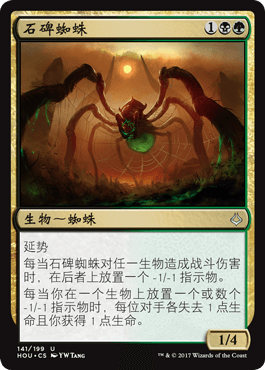 石碑蜘蛛 1
生物～蜘蛛
延势
每当石碑蜘蛛对任一生物造成战斗伤害
时，在后者上放置一个 -1/-1 指示物。
每当你在一个生物上放置一个或数个
-1/-1 指示物时，每位对手各失去 1 点生
命且你获得 1 点生命。
1/4
141/199 U
HOU • CS YW TANG
™ & © 2017 Wizards of the Coast